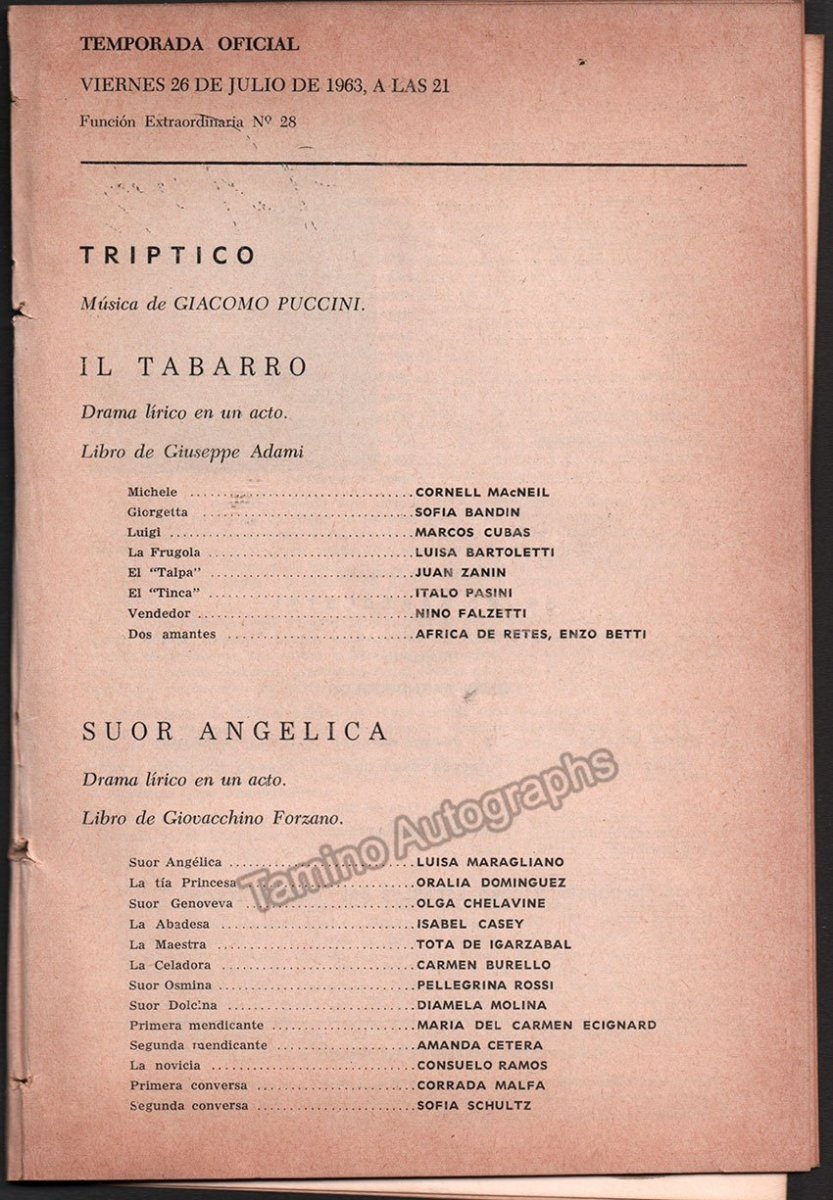 TEMPORADA OFICIAL
VIERNES 26 DE JULIO DE 1963, A LAS 21
Función Extraordinaria Nº 28
TRIPTICO
Música de GIACOMO PUCCINI.
IL TABARRO
Drama lírico en un acto.
Libro de Giuseppe Adami
Michele ................................ CORNELL MAcNEIL
Giorgetta .............................. SOFIA BANDIN
Luigi ................................... MARCOS CUBAS
La Frugola .............................. LUISA BARTOLETTI
El "Talpa" .............................. JUAN ZANIN
El "Tinca" .............................. ITALO PASINI
Vendedor ................................ NINO FALZETTI
Dos amantes ............................ AFRICA DE RETES, ENZO BETTI
SUOR ANGELICA
Drama lírico en un acto.
Libro de Giovacchino Forzano.
Suor Angélica ........................... LUISA MARAGLIANO
La tía Princesa ......................... ORALIA DOMINGUEZ
Suor Genoveva .......................... OLGA CHELAVINE
La Abadesa ............................. ISABEL CASEY
La Maestra ............................. TOTA DE IGARZABAL
La Celadora ............................ CARMEN BURELLO
Suor Osmina ............................ PELLEGRINA ROSSI
Suor Dolcina ........................... DIAMELA MOLINA
Primera mendicante ..................... MARIA DEL CARMEN ECIGNARD
Segunda mendicante ..................... AMANDA CETERA
La novicia ............................. CONSUELO RAMOS
Primera conversa ....................... CORRADA MALFA
Segunda conversa ....................... SOFIA SCHULTZ
Tamino Autographs